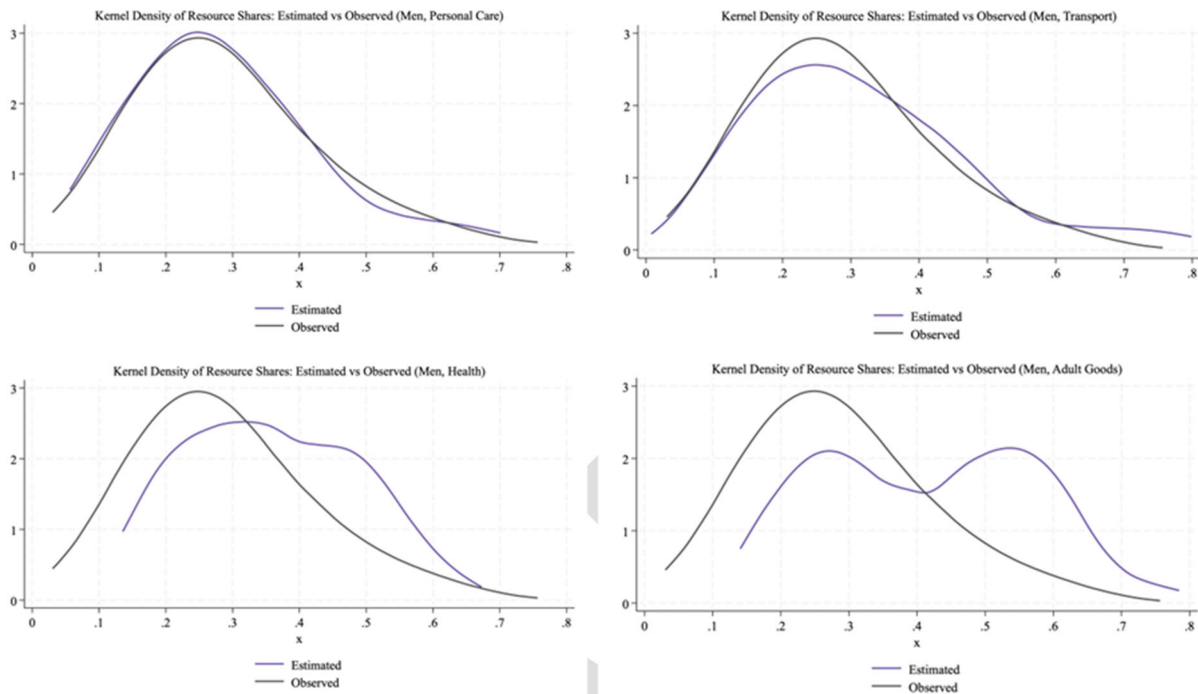 Kernel Density of Resource Shares: Estimated vs Observed (Men, Personal Care)
3
2
1
0
0 .1 .2 .3 .4 .5 .6 .7 .8
x
Estimated
Observed
Kernel Density of Resource Shares: Estimated vs Observed (Men, Transport)
3
2
1
0
0 .1 .2 .3 .4 .5 .6 .7 .8
x
Estimated
Observed
Kernel Density of Resource Shares: Estimated vs Observed (Men, Health)
3
2
1
0
0 .1 .2 .3 .4 .5 .6 .7 .8
x
Estimated
Observed
Kernel Density of Resource Shares: Estimated vs Observed (Men, Adult Goods)
3
2
1
0
0 .1 .2 .3 .4 .5 .6 .7 .8
x
Estimated
Observed